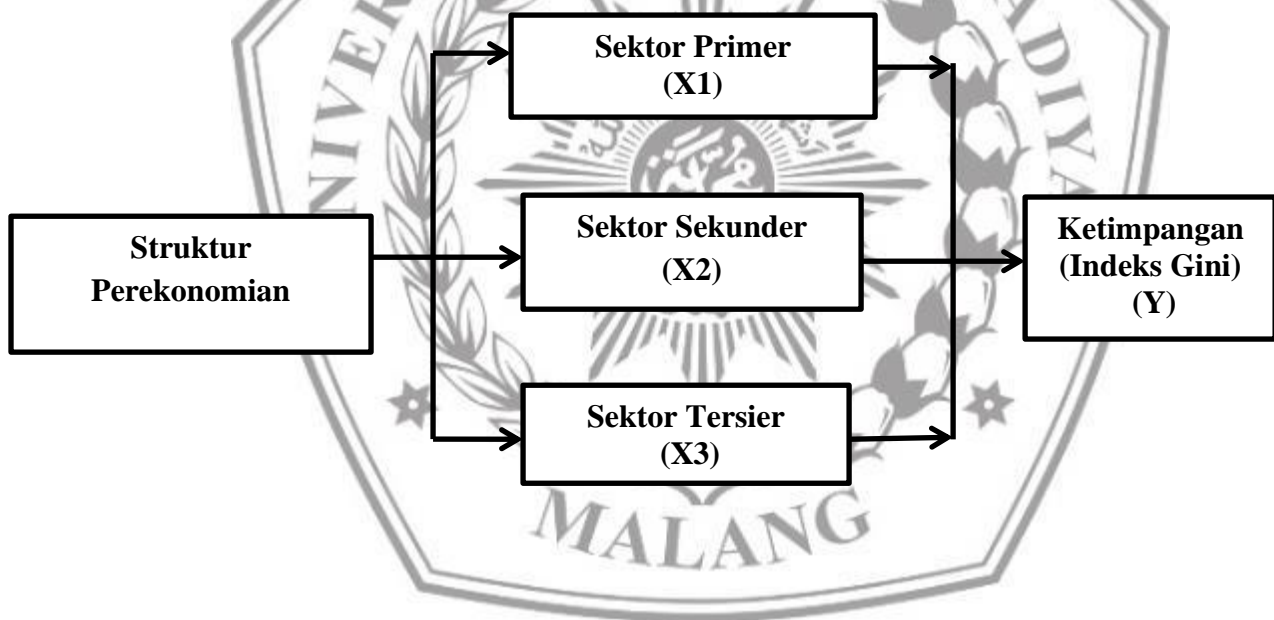 Sektor Primer
(X1)
Struktur
Perekonomian
Sektor Sekunder
(X2)
Ketimpangan
(Indeks Gini)
(Y)
Sektor Tersier
(X3)
MALANG